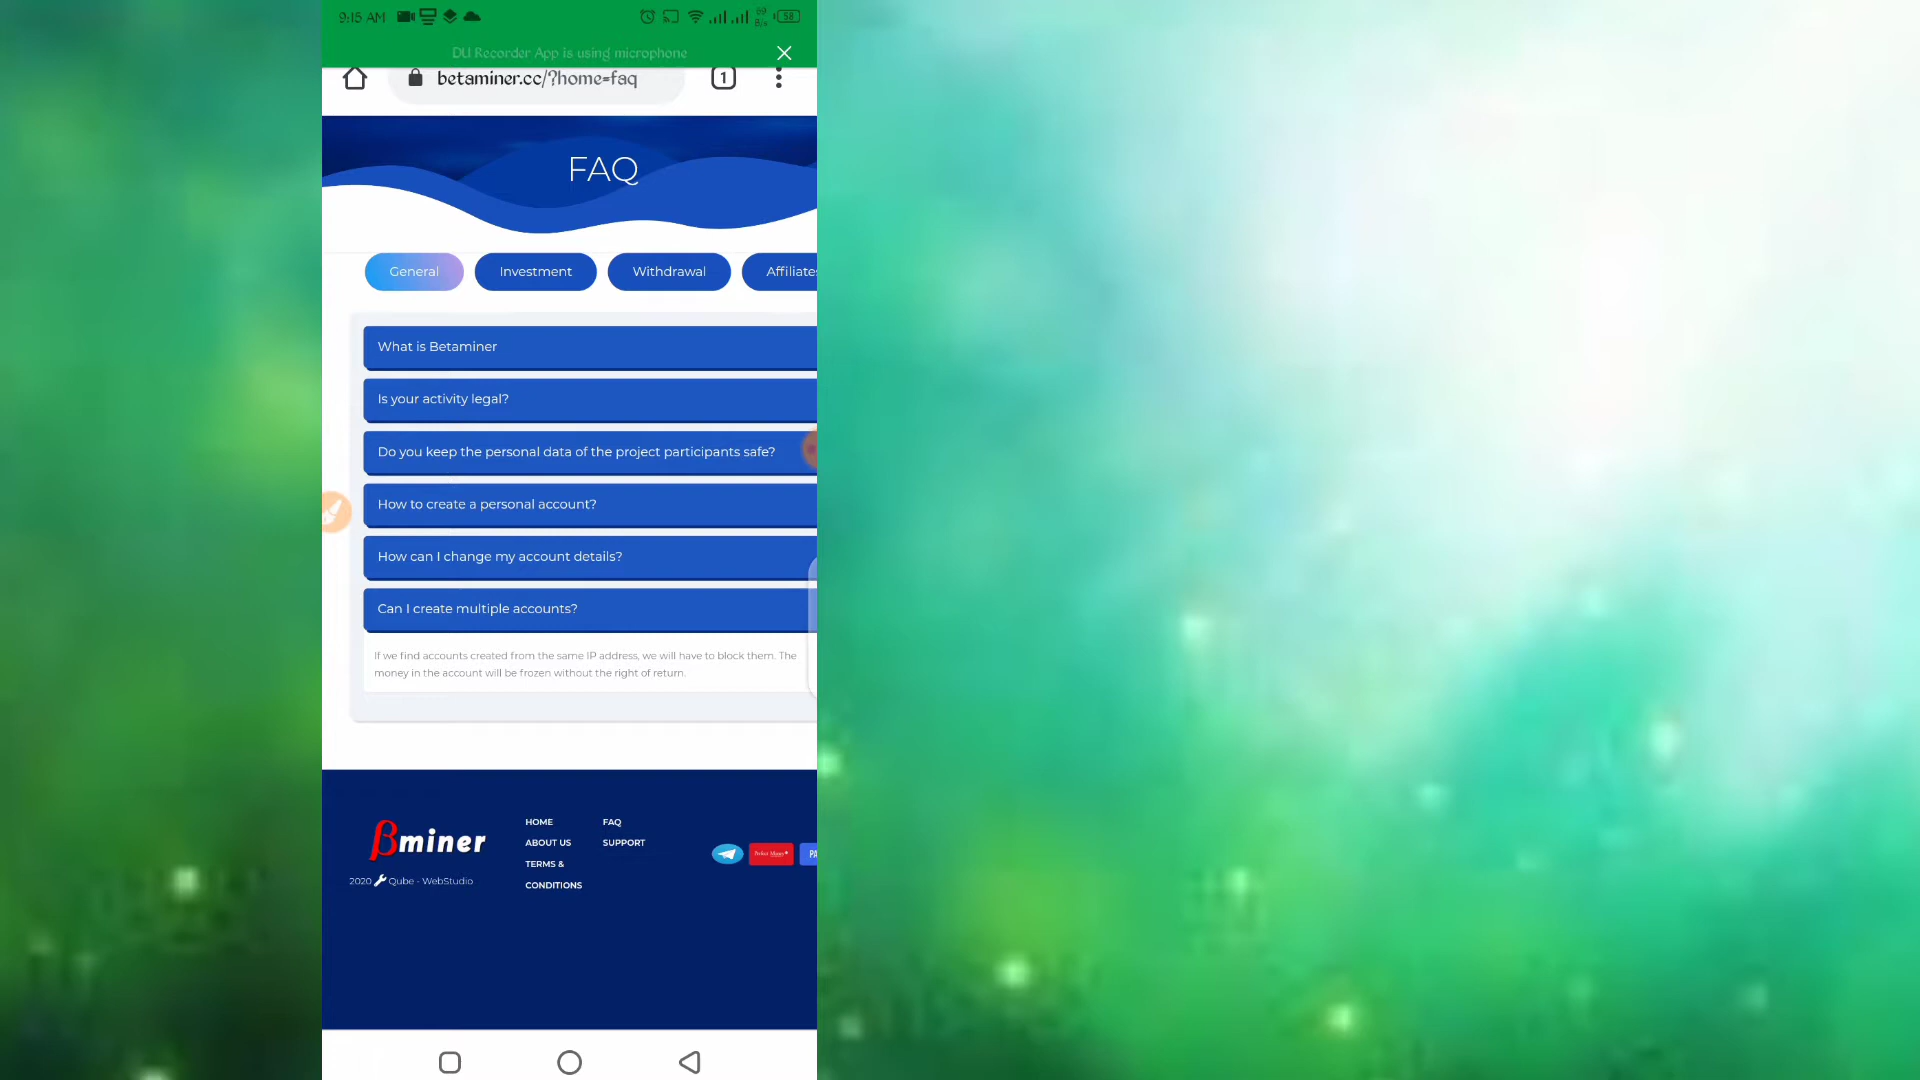 9:15 AM 58
DU Recorder App is using microphone
betaminer.cc/?home=faq 1
FAQ
General Investment Withdrawal Affiliates
What is Betaminer
Is your activity legal?
Do you keep the personal data of the project participants safe?
How to create a personal account?
How can I change my account details?
Can I create multiple accounts?
If we find accounts created from the same IP address, we will have to block them. The
money in the account will be frozen without the right of return.
βminer
2020 Qube - WebStudio
HOME
ABOUT US
TERMS &
CONDITIONS
FAQ
SUPPORT
Perfect Money
PA